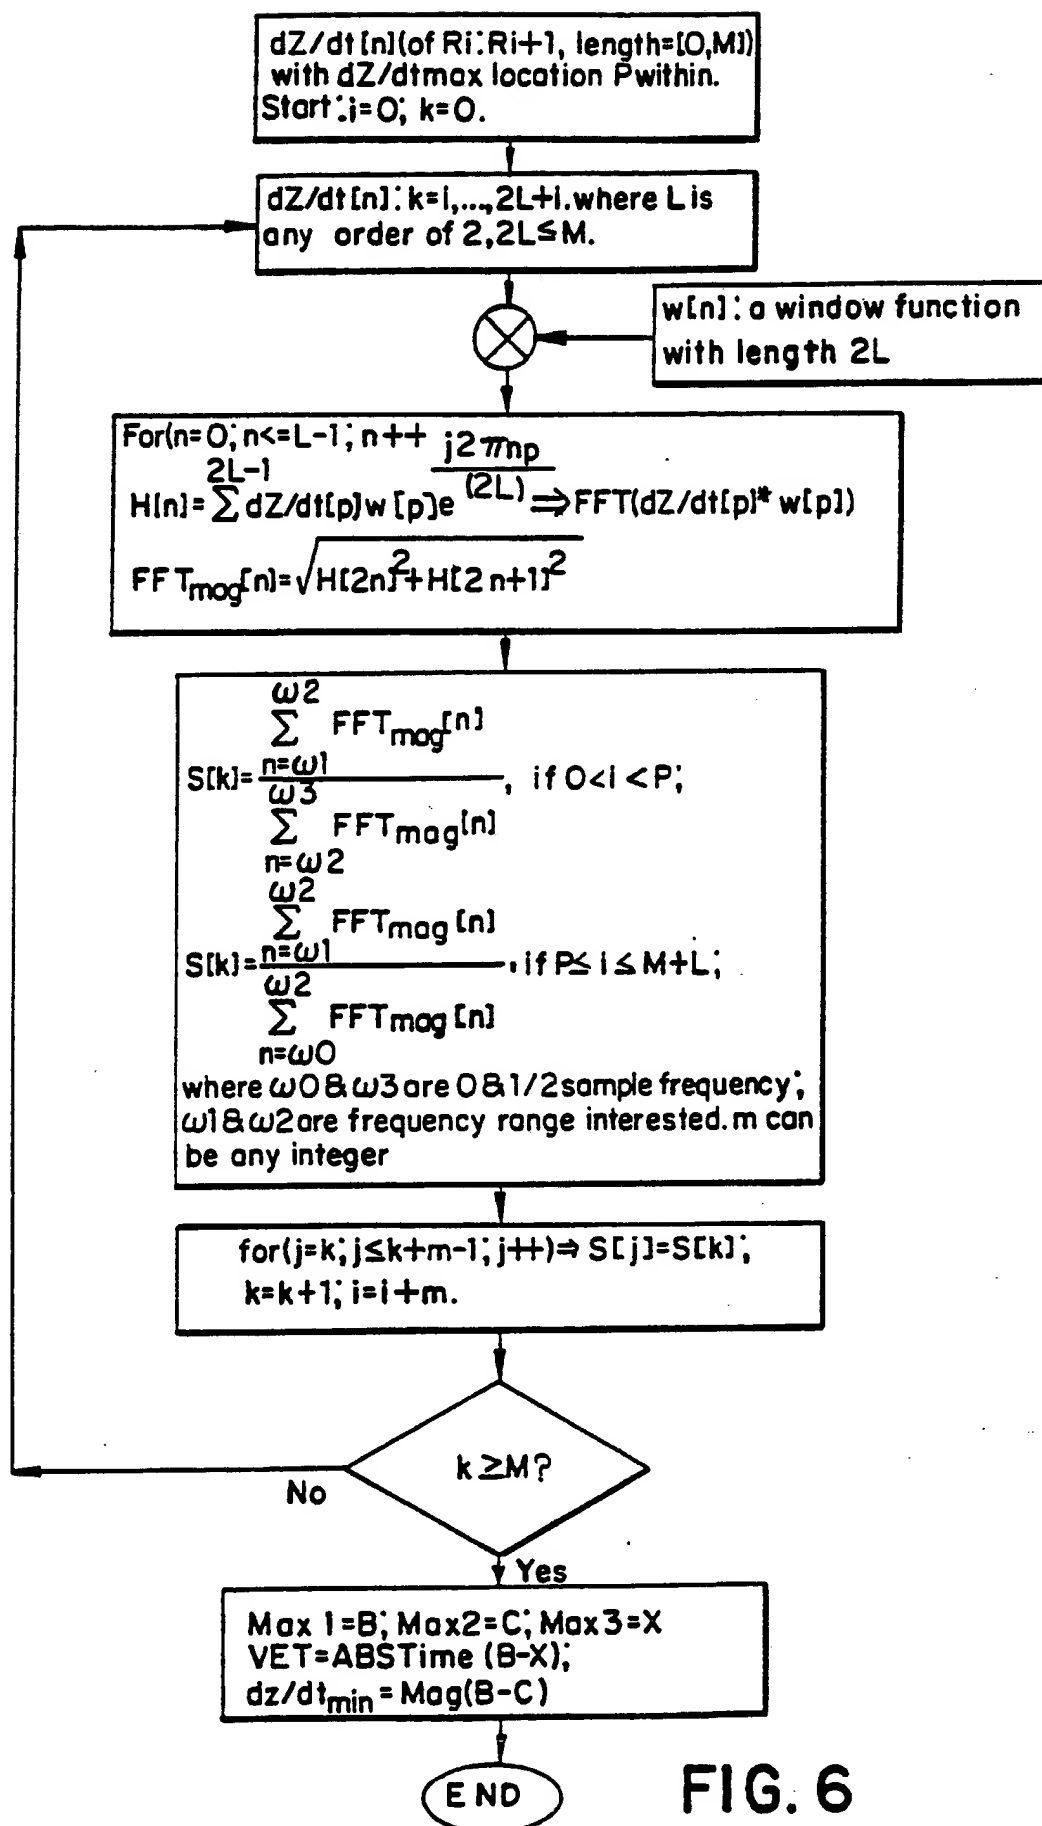 dZ/dt[n](of Ri:Ri+1, length=[0,M])
with dZ/dtmax location P within.
Start:i=0; k=0.
dZ/dt[n]:k=i,...,2L+i.where L is
any order of 2,2L≤M.
w[n]: a window function
with length 2L
For(n=0; n<=L-1; n++
j2πnp
2L-1
(2L)
H[n]=∑dZ/dt[p]w[p]e ⇒FFT(dZ/dt[p]* w[p])
FFTmag[n]=√H[2n]²+H[2n+1]²
ω2
∑ FFTmag[n]
n=ω1
S[k]= , if 0<i<P;
ω3
∑ FFTmag[n]
n=ω2
ω2
∑ FFTmag[n]
n=ω1
S[k]= , if P≤ i ≤ M+L;
ω2
∑ FFTmag[n]
n=ω0
where ω0&ω3 are 0&1/2 sample frequency;
ω1&ω2 are frequency range interested. m can
be any integer
for(j=k; j≤k+m-1; j++)⇒ S[j]=S[k];
k=k+1; i=i+m.
k≥M?
No
Yes
Max 1=B; Max2=C; Max3=X
VET=ABSTime (B-X);
dz/dtmin=Mag(B-C)
END
FIG. 6